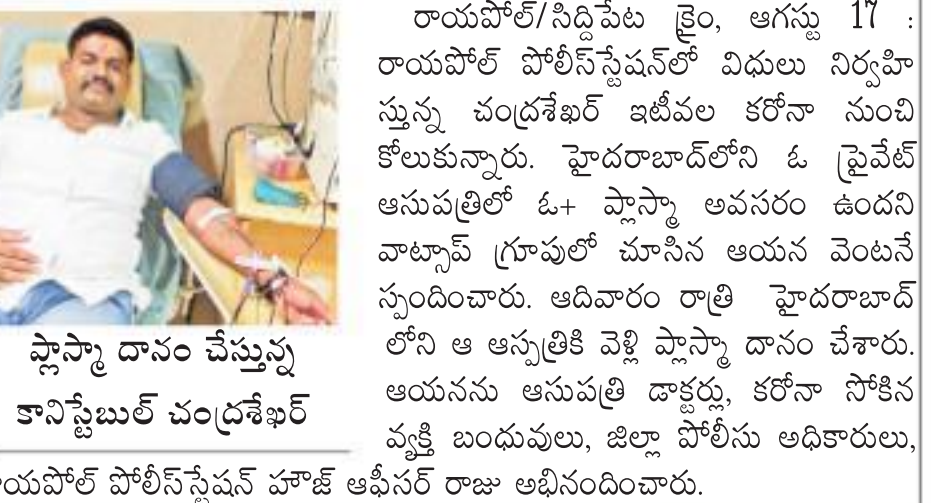 రాయపోల్/సిద్దిపేట క్రైం, ఆగస్టు 17 :
రాయపోల్ పోలీస్‌స్టేషన్‌లో విధులు నిర్వహి
స్తున్న చంద్రశేఖర్ ఇటీవల కరోనా నుంచి
కోలుకున్నారు. హైదరాబాద్‌లోని ఓ ప్రైవేట్
ఆసుపత్రిలో ఓ+ ప్లాస్మా అవసరం ఉందని
వాట్సాప్ గ్రూపులో చూసిన ఆయన వెంటనే
స్పందించారు. ఆదివారం రాత్రి హైదరాబాద్
లోని ఆ ఆస్పత్రికి వెళ్లి ప్లాస్మా దానం చేశారు.
ఆయనను ఆసుపత్రి డాక్టర్లు, కరోనా సోకిన
వ్యక్తి బంధువులు, జిల్లా పోలీసు అధికారులు,
యపోల్ పోలీస్‌స్టేషన్ హౌజ్ ఆఫీసర్ రాజు అభినందించారు.
ప్లాస్మా దానం చేస్తున్న
కానిస్టేబుల్ చంద్రశేఖర్